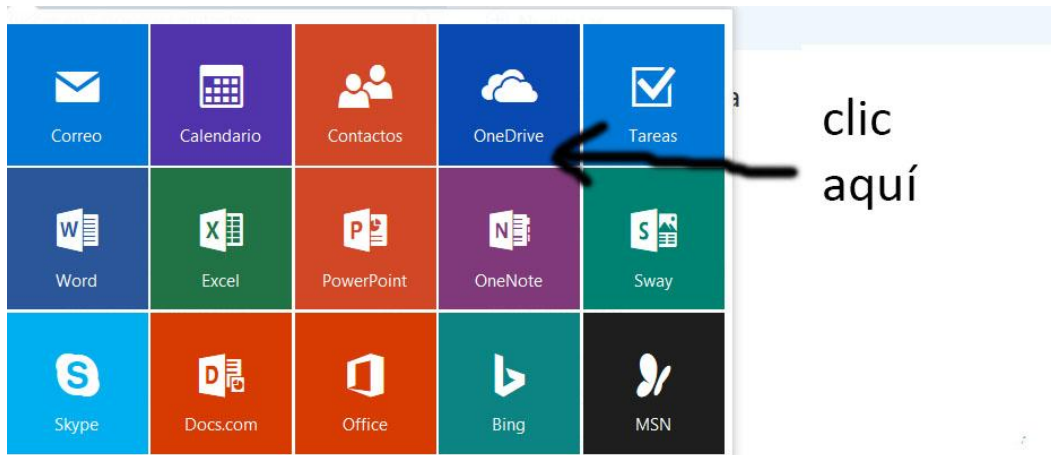 Correo Calendario Contactos OneDrive Tareas
a
clic
aquí
Word Excel PowerPoint OneNote Sway
Skype Docs.com Office Bing MSN